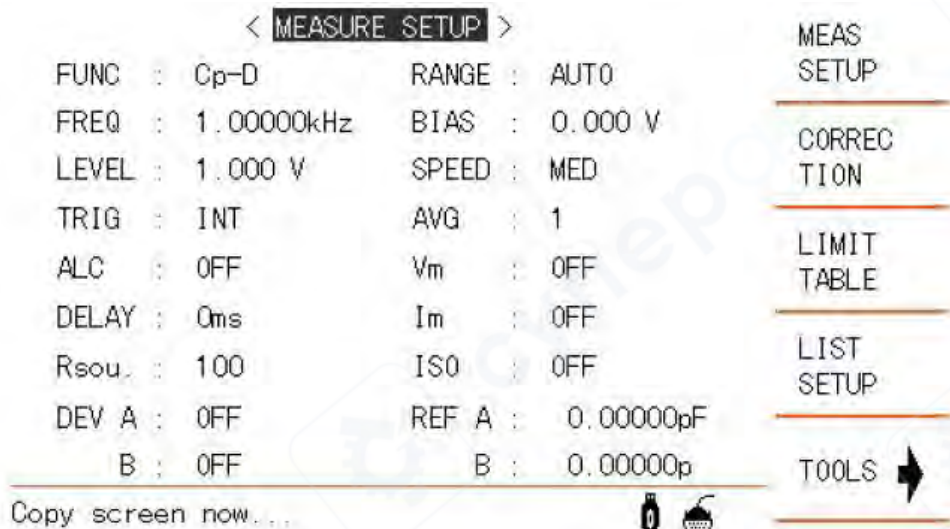 < MEASURE SETUP >
FUNC : Cp-D RANGE : AUTO
FREQ : 1.00000kHz BIAS : 0.000 V
LEVEL : 1.000 V SPEED : MED
TRIG : INT AVG : 1
ALC : OFF Vm : OFF
DELAY : 0ms Im : OFF
Rsou. : 100 ISO : OFF
DEV A : OFF REF A : 0.00000pF
B : OFF B : 0.00000p
Copy screen now...
MEAS
SETUP
CORREC
TION
LIMIT
TABLE
LIST
SETUP
TOOLS